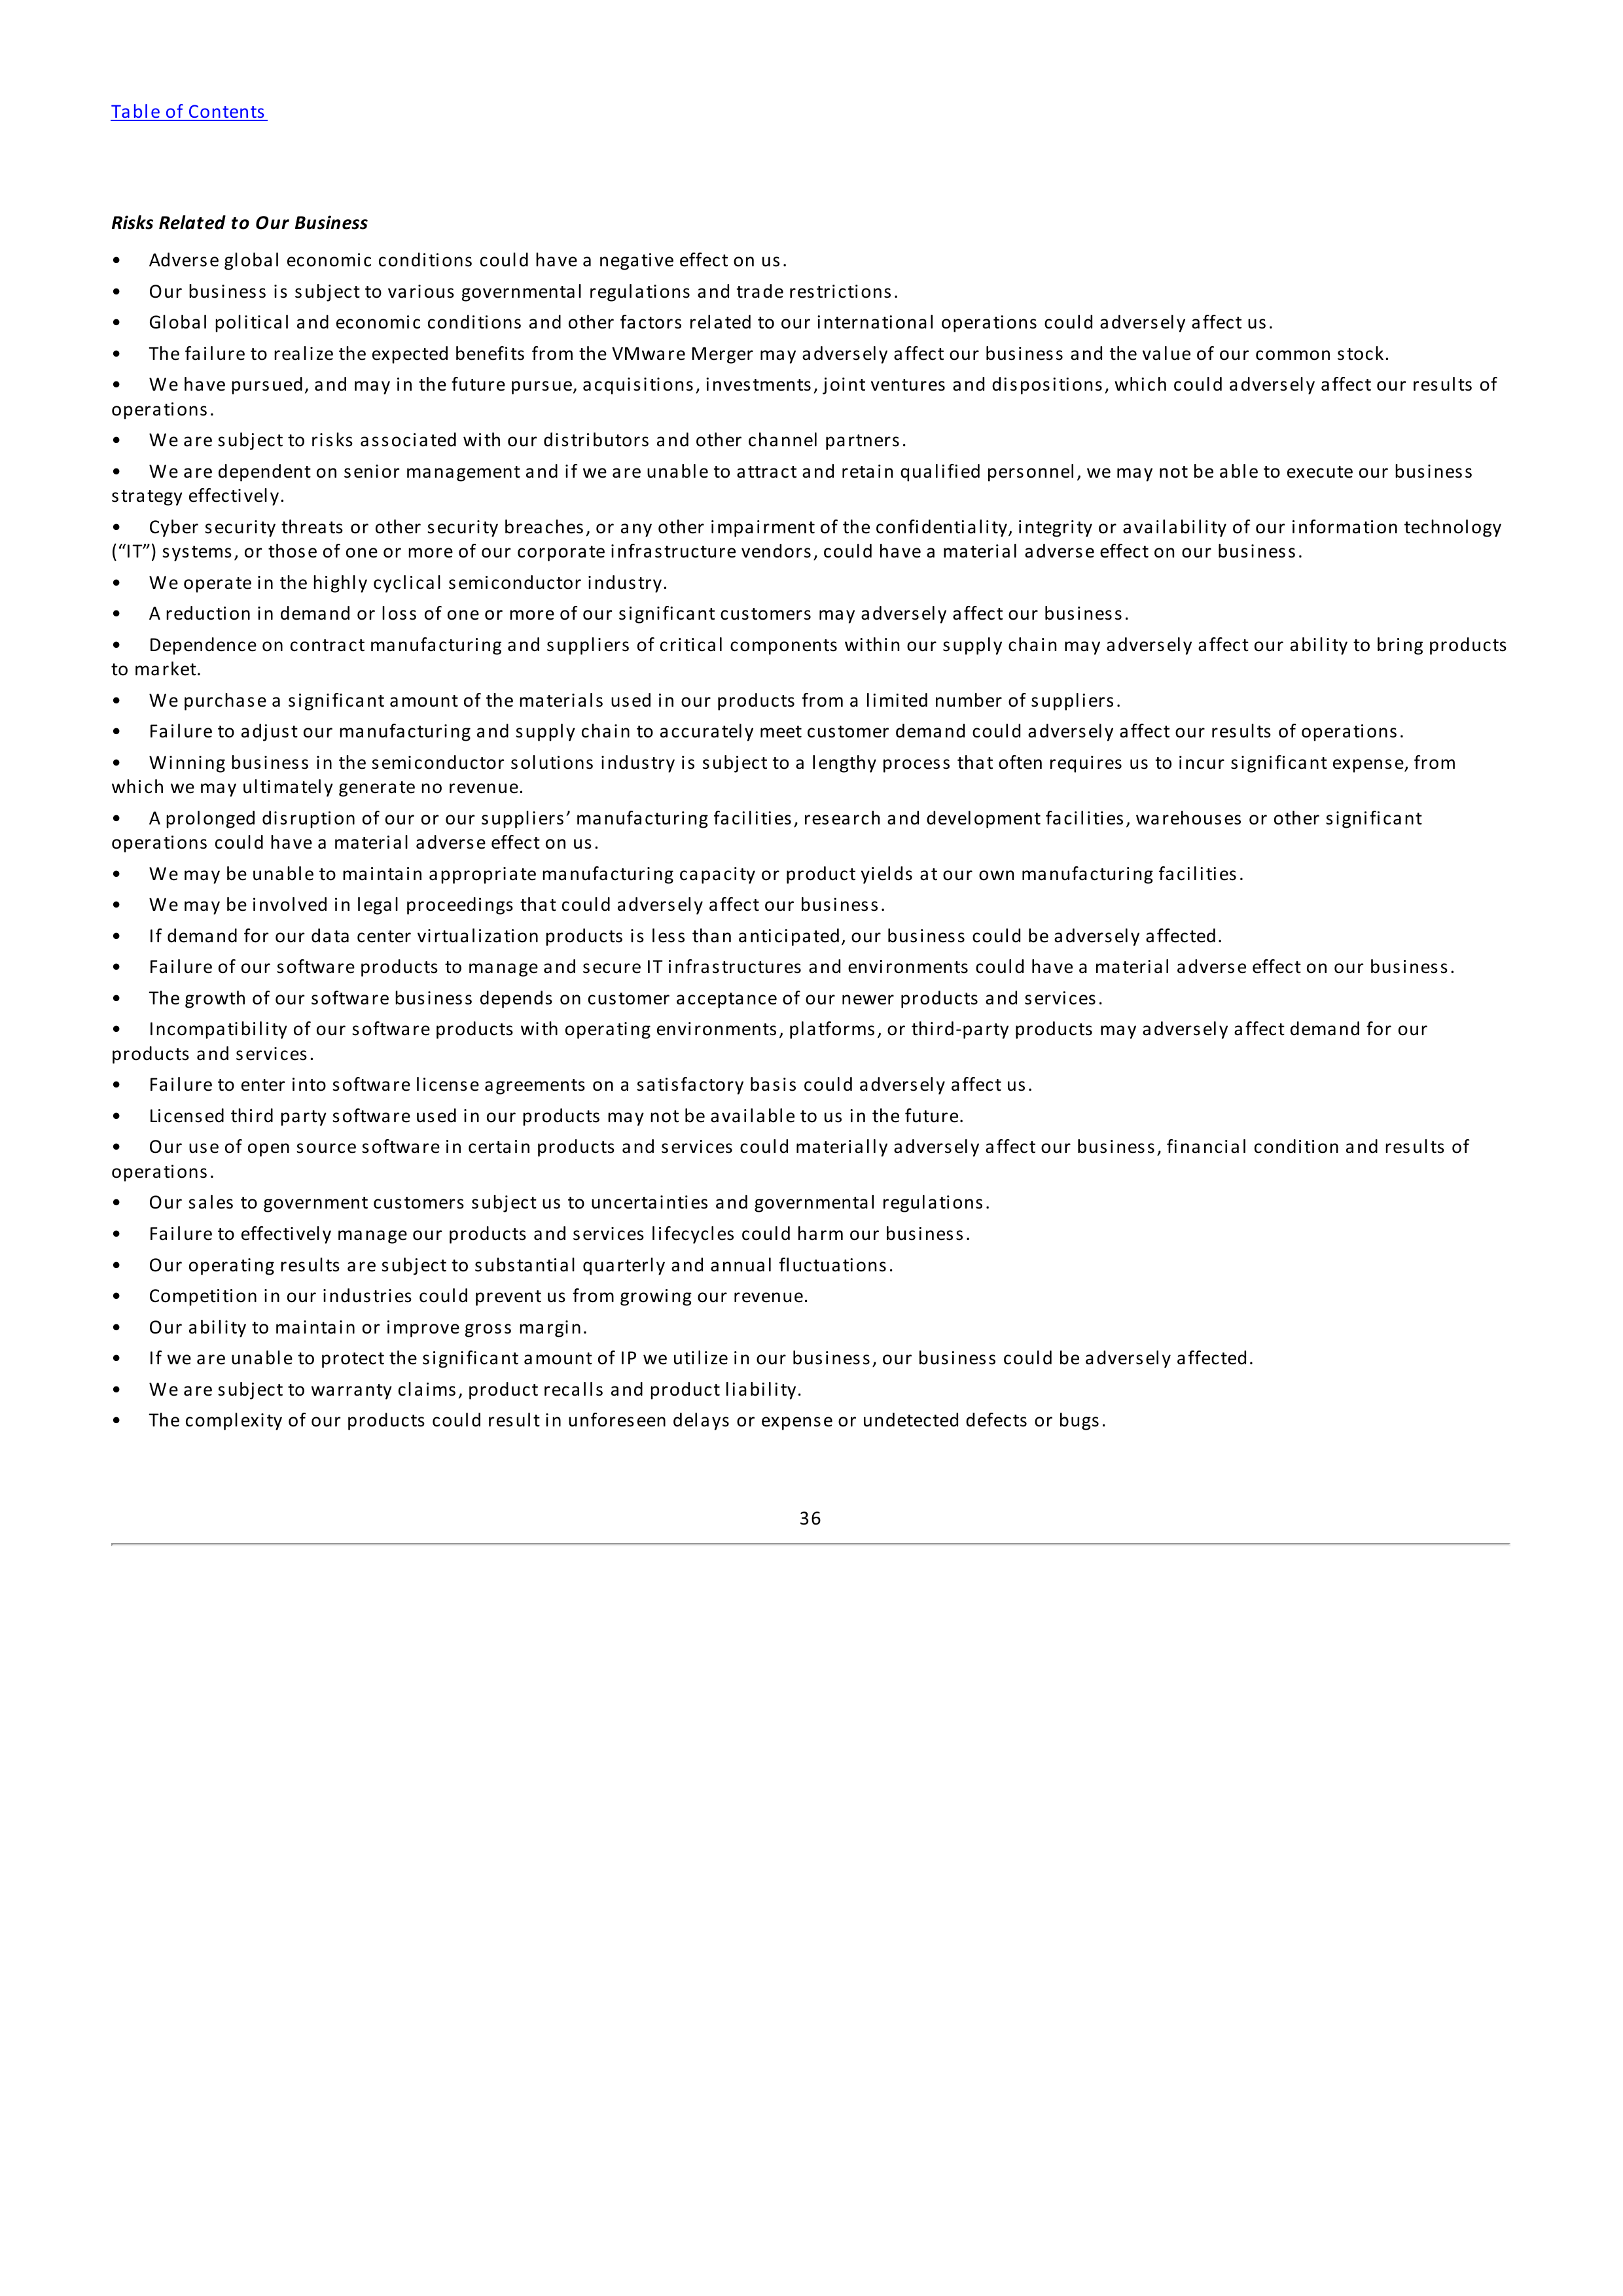 Table of Contents
Risks Related to Our Business
• Adverse global economic conditions could have a negative effect on us.
• Our business is subject to various governmental regulations and trade restrictions.
• Global political and economic conditions and other factors related to our international operations could adversely affect us.
• The failure to realize the expected benefits from the VMware Merger may adversely affect our business and the value of our common stock.
• We have pursued, and may in the future pursue, acquisitions, investments, joint ventures and dispositions, which could adversely affect our results of
operations.
• We are subject to risks associated with our distributors and other channel partners.
• We are dependent on senior management and if we are unable to attract and retain qualified personnel, we may not be able to execute our business
strategy effectively.
• Cyber security threats or other security breaches, or any other impairment of the confidentiality, integrity or availability of our information technology
(“IT”) systems, or those of one or more of our corporate infrastructure vendors, could have a material adverse effect on our business.
• We operate in the highly cyclical semiconductor industry.
• A reduction in demand or loss of one or more of our significant customers may adversely affect our business.
• Dependence on contract manufacturing and suppliers of critical components within our supply chain may adversely affect our ability to bring products
to market.
• We purchase a significant amount of the materials used in our products from a limited number of suppliers.
• Failure to adjust our manufacturing and supply chain to accurately meet customer demand could adversely affect our results of operations.
• Winning business in the semiconductor solutions industry is subject to a lengthy process that often requires us to incur significant expense, from
which we may ultimately generate no revenue.
• A prolonged disruption of our or our suppliers’ manufacturing facilities, research and development facilities, warehouses or other significant
operations could have a material adverse effect on us.
• We may be unable to maintain appropriate manufacturing capacity or product yields at our own manufacturing facilities.
• We may be involved in legal proceedings that could adversely affect our business.
• If demand for our data center virtualization products is less than anticipated, our business could be adversely affected.
• Failure of our software products to manage and secure IT infrastructures and environments could have a material adverse effect on our business.
• The growth of our software business depends on customer acceptance of our newer products and services.
• Incompatibility of our software products with operating environments, platforms, or third-party products may adversely affect demand for our
products and services.
• Failure to enter into software license agreements on a satisfactory basis could adversely affect us.
• Licensed third party software used in our products may not be available to us in the future.
• Our use of open source software in certain products and services could materially adversely affect our business, financial condition and results of
operations.
• Our sales to government customers subject us to uncertainties and governmental regulations.
• Failure to effectively manage our products and services lifecycles could harm our business.
• Our operating results are subject to substantial quarterly and annual fluctuations.
• Competition in our industries could prevent us from growing our revenue.
• Our ability to maintain or improve gross margin.
• If we are unable to protect the significant amount of IP we utilize in our business, our business could be adversely affected.
• We are subject to warranty claims, product recalls and product liability.
• The complexity of our products could result in unforeseen delays or expense or undetected defects or bugs.
36